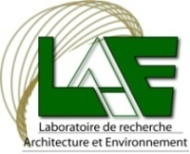 LAE
Laboratoire de recherche
Architecture et Environnement